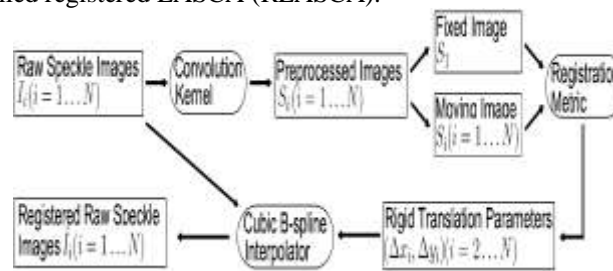 registered LASCA (RLASCA).
Raw Speckle Images
I_i(i = 1...N)
Convolution
Kernel
Preprocessed Images
S_i(i = 1...N)
Fixed Image
S_1
Moving Image
S_i(i = 1...N)
Registration
Metric
Registered Raw Speckle
Images Î_i(i = 1...N)
Cubic B-spline
Interpolator
Rigid Translation Parameters
(Δx_i, Δy_i)(i = 2...N)